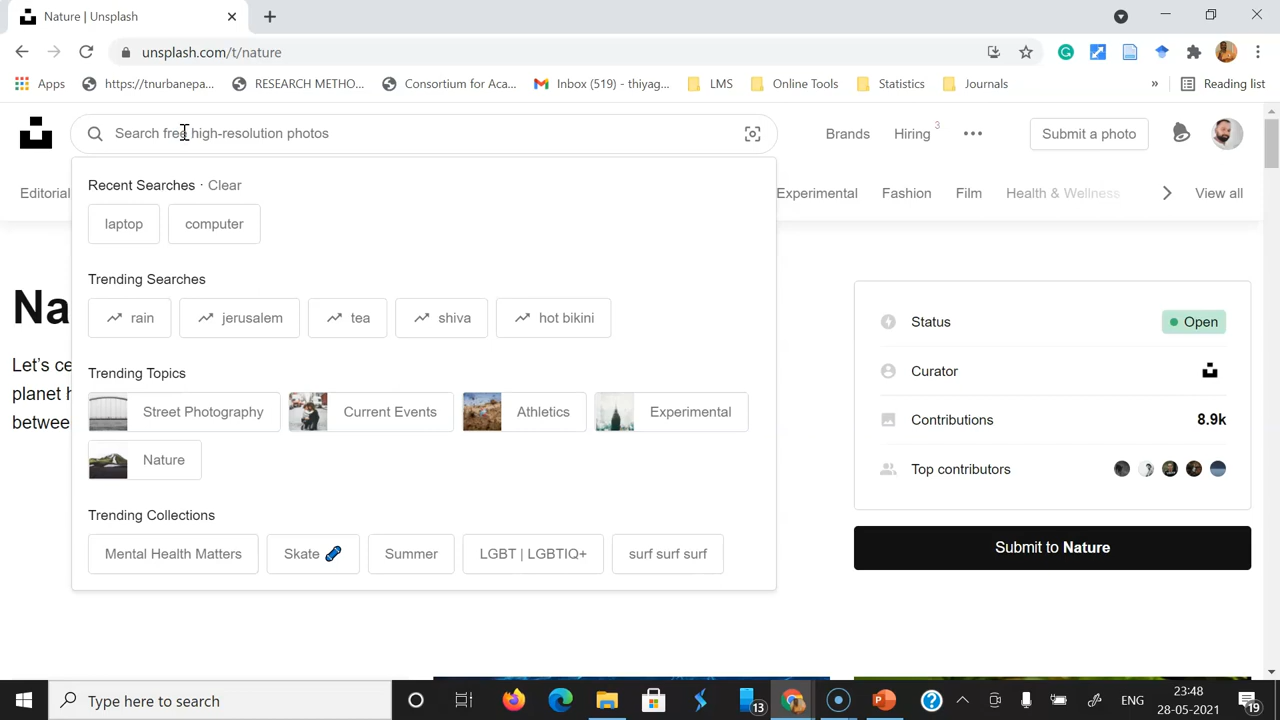 Nature | Unsplash
unsplash.com/t/nature
Apps https://tnurbanepa... RESEARCH METHO... Consortium for Aca... Inbox (519) - thiyag... LMS Online Tools Statistics Journals » Reading list
Search free high-resolution photos
Brands Hiring 3 Submit a photo
Editorial Experimental Fashion Film Health & Wellness View all
Recent Searches · Clear
laptop computer
Trending Searches
rain jerusalem tea shiva hot bikini
Trending Topics
Street Photography Current Events Athletics Experimental
Nature
Trending Collections
Mental Health Matters Skate Summer LGBT | LGBTIQ+ surf surf surf
Na
Let's ce
planet h
betwee
Status Open
Curator
Contributions 8.9k
Top contributors
Submit to Nature
Type here to search
13
ENG
23:48
28-05-2021
19